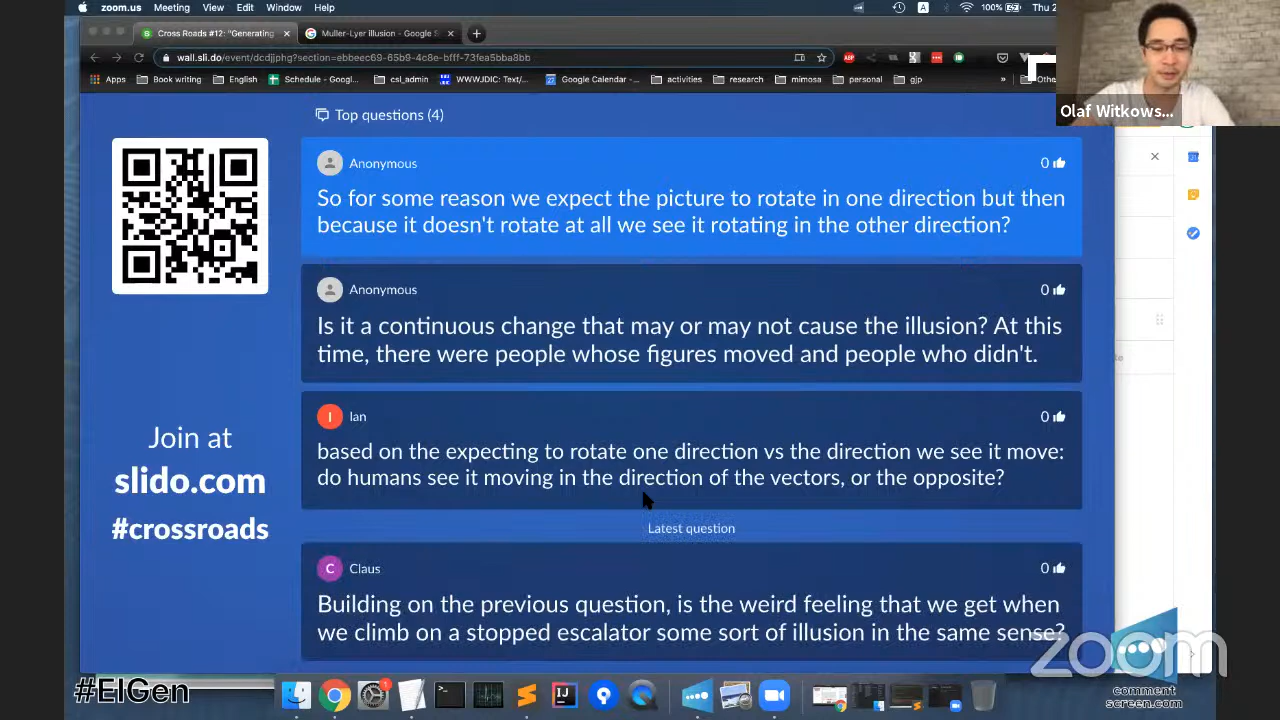 zoom.us Meeting View Edit Window Help
A 100% Thu 2
Cross Roads #12: "Generating
Muller-Lyer illusion - Google S
wall.sli.do/event/dcdjjphg?section=ebbeec69-65b9-4c8e-bfff-73fea5bba8bb
Apps Book writing English Schedule - Googl... csl_admin WWWJDIC: Text/... Google Calendar -... activities research mimosa personal gjp » Othe
Olaf Witkows...
Top questions (4)
Anonymous
0
So for some reason we expect the picture to rotate in one direction but then
because it doesn't rotate at all we see it rotating in the other direction?
Anonymous
0
Is it a continuous change that may or may not cause the illusion? At this
time, there were people whose figures moved and people who didn't.
I Ian
0
based on the expecting to rotate one direction vs the direction we see it move:
do humans see it moving in the direction of the vectors, or the opposite?
Join at
slido.com
#crossroads
Latest question
C Claus
0
Building on the previous question, is the weird feeling that we get when
we climb on a stopped escalator some sort of illusion in the same sense?
zoom
#EIGen
comment
screen.com